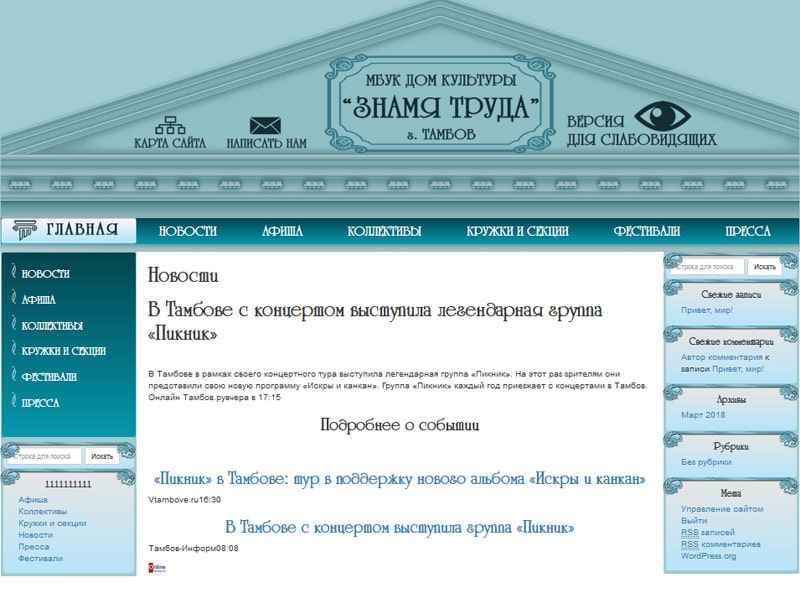 МБУК ДОМ КУЛЬТУРЫ
"ЗНАМЯ ТРУДА"
г. ТАМБОВ
КАРТА САЙТА
НАПИСАТЬ НАМ
ВЕРСИЯ
ДЛЯ СЛАБОВИДЯЩИХ
ГЛАВНАЯ
НОВОСТИ
АФИША
КОЛЛЕКТИВЫ
КРУЖКИ И СЕКЦИИ
ФЕСТИВАЛИ
ПРЕССА
НОВОСТИ
АФИША
КОЛЛЕКТИВЫ
КРУЖКИ И СЕКЦИИ
ФЕСТИВАЛИ
ПРЕССА
Строка для поиска
Искать
1111111111
Афиша
Коллективы
Кружки и секции
Новости
Пресса
Фестивали
Новости
В Тамбове с концертом выступила легендарная группа
«Пикник»
В Тамбове в рамках своего концертного тура выступила легендарная группа «Пикник». На этот раз зрителям они
представили свою новую программу «Искры и канкан». Группа «Пикник» каждый год приезжает с концертами в Тамбов.
Онлайн Тамбов.рувчера в 17:15
Подробнее о событии
«Пикник» в Тамбове: тур в поддержку нового альбома «Искры и канкан»
Vtambove.ru16:30
В Тамбове с концертом выступила группа «Пикник»
Тамбов-Информ08:08
Online
Строка для поиска
Искать
Свежие записи
Привет, мир!
Свежие комментарии
Автор комментария к
записи Привет, мир!
Архивы
Март 2018
Рубрики
Без рубрики
Мета
Управление сайтом
Выйти
RSS записей
RSS комментариев
WordPress.org